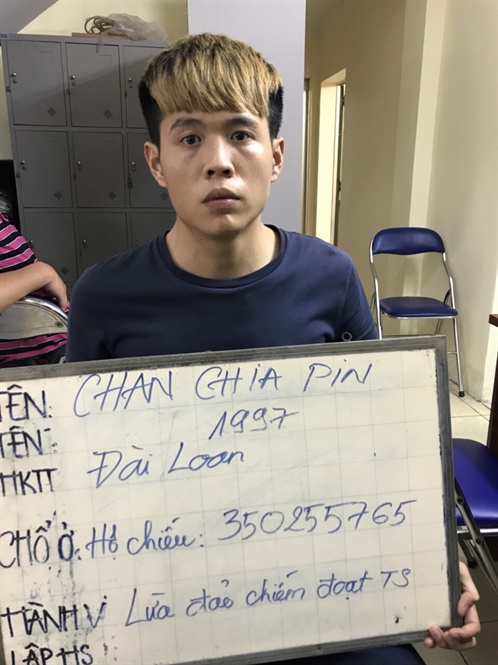 TÊN: CHAN CHIA PIN
TÊN: 1997
HKTT Đài Loan
CHỔ Ở: Hộ chiếu: 350255765
HÀNH VI Lừa đảo chiếm đoạt TS
LẬP HS